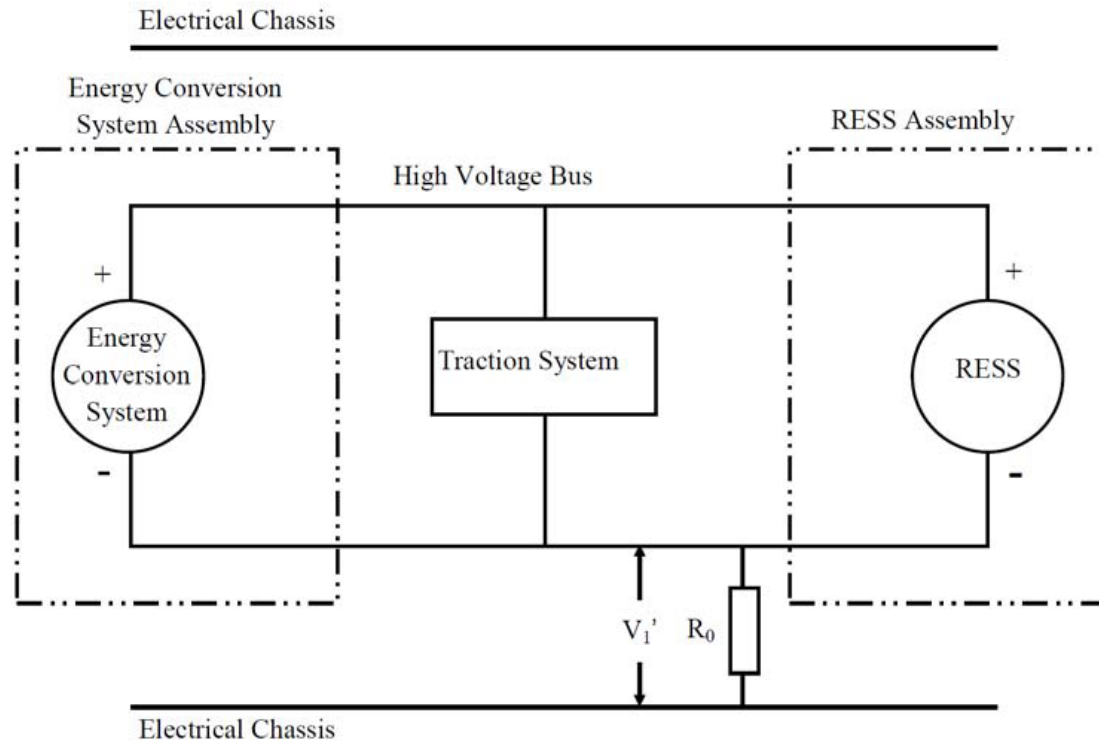 Electrical Chassis
Energy Conversion
System Assembly
RESS Assembly
High Voltage Bus
+
+
Energy
Conversion
System
Traction System
RESS
-
-
V₁’
R₀
Electrical Chassis